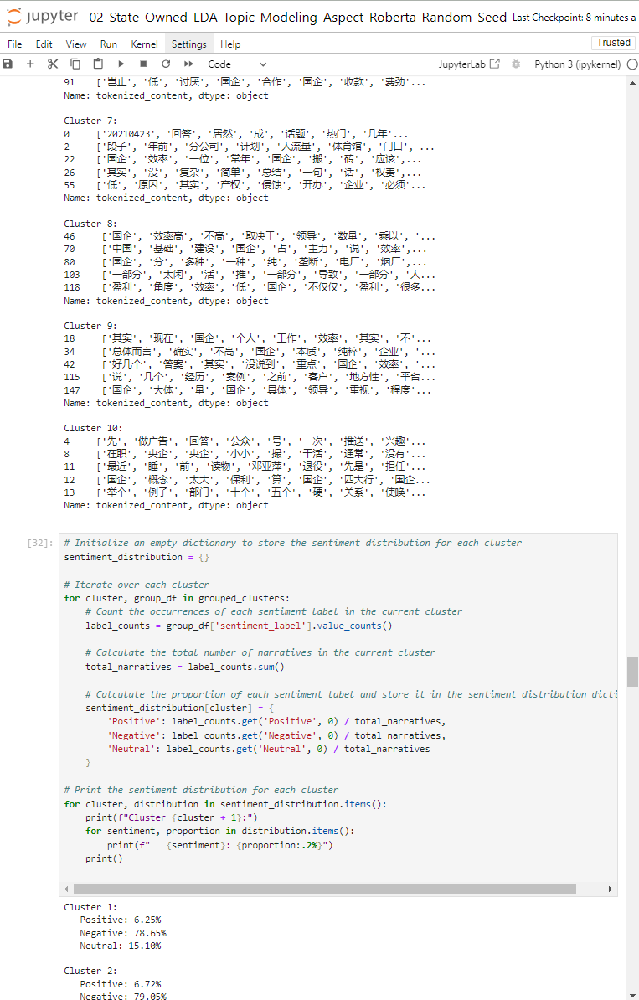 jupyter 02_State_Owned_LDA_Topic_Modeling_Aspect_Roberta_Random_Seed Last Checkpoint: 8 minutes a
File Edit View Run Kernel Settings Help Trusted
Code JupyterLab Python 3 (ipykernel)
91 ['岂止', '低', '讨厌', '国企', '合作', '国企', '收款', '费劲'...
Name: tokenized_content, dtype: object
Cluster 7:
0 ['20210423', '回答', '居然', '成', '话题', '热门', '几年'...
2 ['段子', '年前', '分公司', '计划', '人流量', '体育馆', '门口', ...
22 ['国企', '效率', '一位', '常年', '国企', '搬', '砖', '应该',...
26 ['其实', '没', '复杂', '简单', '总结', '一句', '话', '权责',...
55 ['低', '原因', '其实', '产权', '侵蚀', '开办', '企业', '必须'...
Name: tokenized_content, dtype: object
Cluster 8:
46 ['国企', '效率高', '不高', '取决于', '领导', '数量', '乘以', '...
70 ['中国', '基础', '建设', '国企', '占', '主力', '说', '效率',...
80 ['国企', '分', '多种', '一种', '纯', '垄断', '电厂', '烟厂',...
103 ['一部分', '太闲', '活', '推', '一部分', '导致', '一部分', '人...
118 ['盈利', '角度', '效率', '低', '国企', '不仅仅', '盈利', '很多...
Name: tokenized_content, dtype: object
Cluster 9:
18 ['其实', '现在', '国企', '个人', '工作', '效率', '其实', '不'...
34 ['总体而言', '确实', '不高', '国企', '本质', '纯粹', '企业', '...
42 ['好几个', '答案', '其实', '没说到', '重点', '国企', '效率', '...
115 ['说', '几个', '经历', '案例', '之前', '客户', '地方性', '平台...
147 ['国企', '大体', '量', '国企', '具体', '领导', '重视', '程度'...
Name: tokenized_content, dtype: object
Cluster 10:
4 ['先', '做广告', '回答', '公众', '号', '一次', '推送', '兴趣'...
8 ['在职', '央企', '央企', '小小', '撮', '干活', '通常', '没有'...
11 ['最近', '睡', '前', '读物', '邓亚萍', '退役', '先是', '担任'...
12 ['国企', '概念', '太大', '保利', '算', '国企', '四大行', '国企...
13 ['举个', '例子', '部门', '十个', '五个', '硬', '关系', '使唤'...
Name: tokenized_content, dtype: object
[32]: # Initialize an empty dictionary to store the sentiment distribution for each cluster
sentiment_distribution = {}
# Iterate over each cluster
for cluster, group_df in grouped_clusters:
# Count the occurrences of each sentiment label in the current cluster
label_counts = group_df['sentiment_label'].value_counts()
# Calculate the total number of narratives in the current cluster
total_narratives = label_counts.sum()
# Calculate the proportion of each sentiment label and store it in the sentiment distribution dicti
sentiment_distribution[cluster] = {
'Positive': label_counts.get('Positive', 0) / total_narratives,
'Negative': label_counts.get('Negative', 0) / total_narratives,
'Neutral': label_counts.get('Neutral', 0) / total_narratives
}
# Print the sentiment distribution for each cluster
for cluster, distribution in sentiment_distribution.items():
print(f"Cluster {cluster + 1}:")
for sentiment, proportion in distribution.items():
print(f" {sentiment}: {proportion:.2%}")
print()
Cluster 1:
Positive: 6.25%
Negative: 78.65%
Neutral: 15.10%
Cluster 2:
Positive: 6.72%
Negative: 79.05%